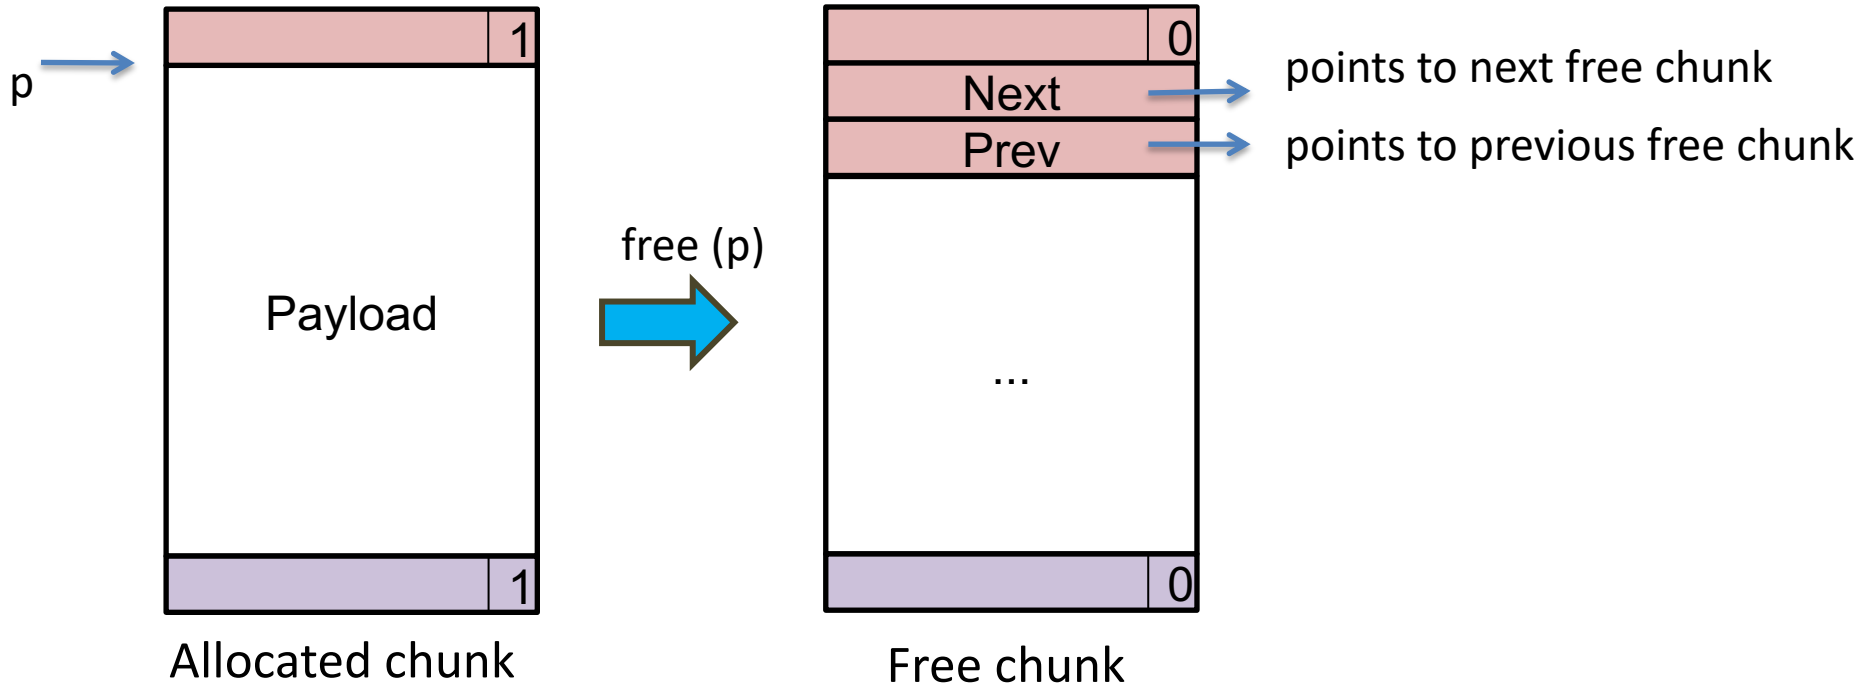 1
p
Payload
1
Allocated chunk
free (p)
0
Next
points to next free chunk
Prev
points to previous free chunk
...
0
Free chunk